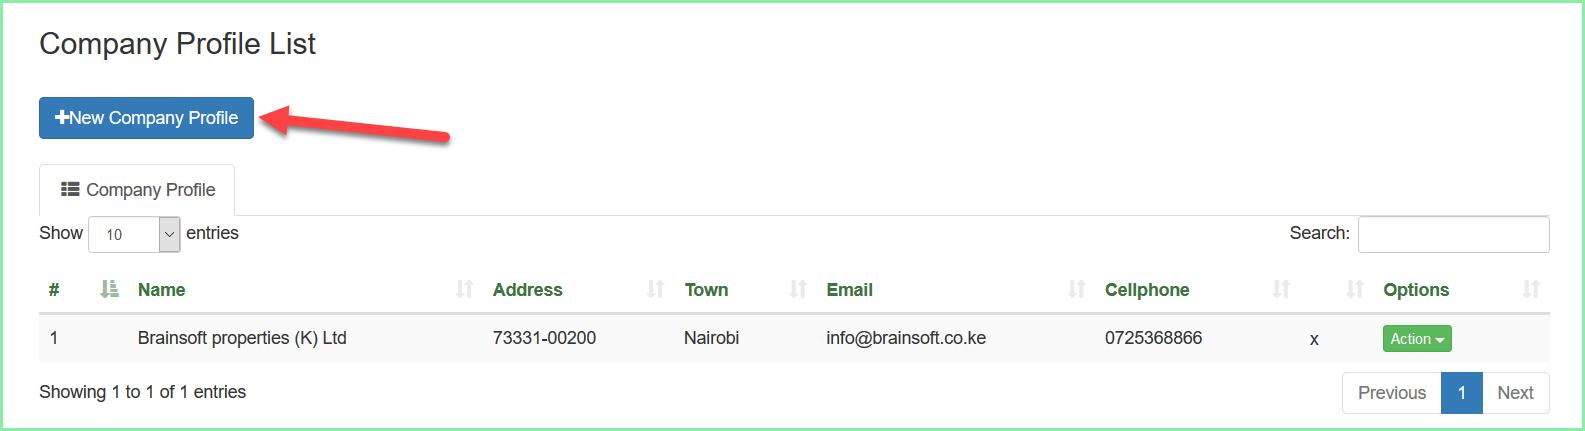 Company Profile List
+New Company Profile
Company Profile
Show 10 entries Search:
# Name Address Town Email Cellphone Options
1 Brainsoft properties (K) Ltd 73331-00200 Nairobi info@brainsoft.co.ke 0725368866 x Action
Showing 1 to 1 of 1 entries Previous 1 Next